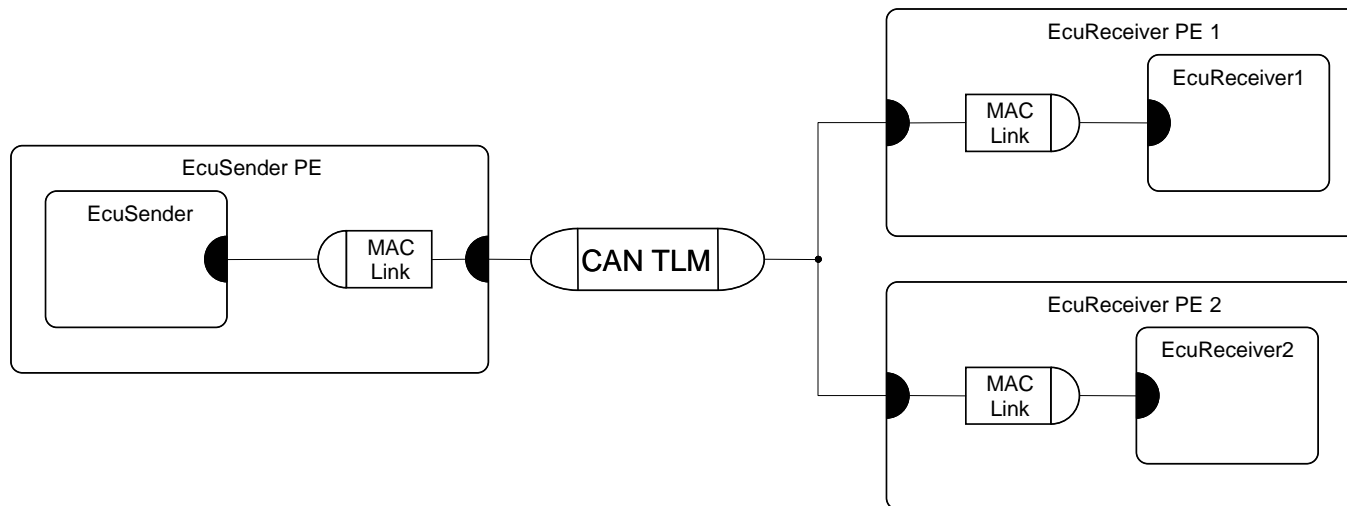 EcuSender PE
EcuSender
MAC
Link
CAN TLM
EcuReceiver PE 1
EcuReceiver1
MAC
Link
EcuReceiver PE 2
EcuReceiver2
MAC
Link